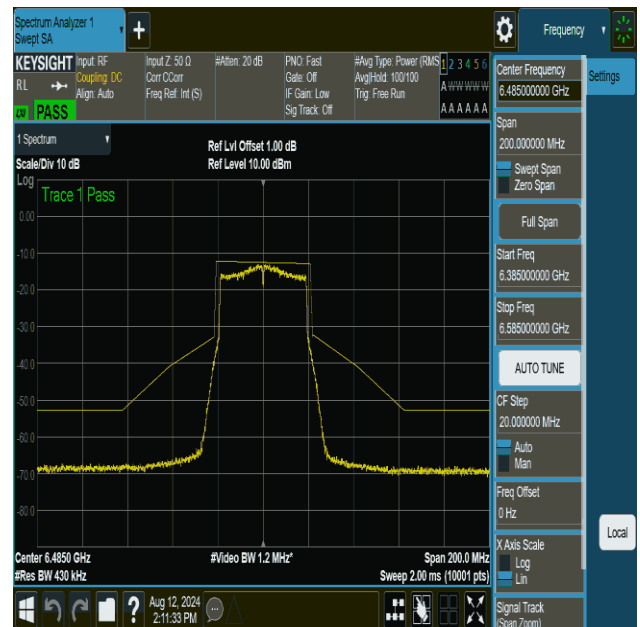 Spectrum Analyzer 1
Swept SA
+
Frequency
KEYSIGHT
RL
LXI PASS
Input: RF
Coupling: DC
Align: Auto
Input Z: 50 Ω
Corr CCorr
Freq Ref: Int (S)
#Atten: 20 dB
PNO: Fast
Gate: Off
IF Gain: Low
Sig Track: Off
#Avg Type: Power (RMS
Avg|Hold: 100/100
Trig: Free Run
1 2 3 4 5 6
A W W W W W
A A A A A A
1 Spectrum
Scale/Div 10 dB
Ref Lvl Offset 1.00 dB
Ref Level 10.00 dBm
Log
Trace 1 Pass
0.00
-10.0
-20.0
-30.0
-40.0
-50.0
-60.0
-70.0
-80.0
Center 6.4850 GHz
#Res BW 430 kHz
#Video BW 1.2 MHz*
Span 200.0 MHz
Sweep 2.00 ms (10001 pts)
Aug 12, 2024
2:11:33 PM
Center Frequency
6.485000000 GHz
Settings
Span
200.000000 MHz
Swept Span
Zero Span
Full Span
Start Freq
6.385000000 GHz
Stop Freq
6.585000000 GHz
AUTO TUNE
CF Step
20.000000 MHz
Auto
Man
Freq Offset
0 Hz
Local
X Axis Scale
Log
Lin
Signal Track
(Span Zoom)